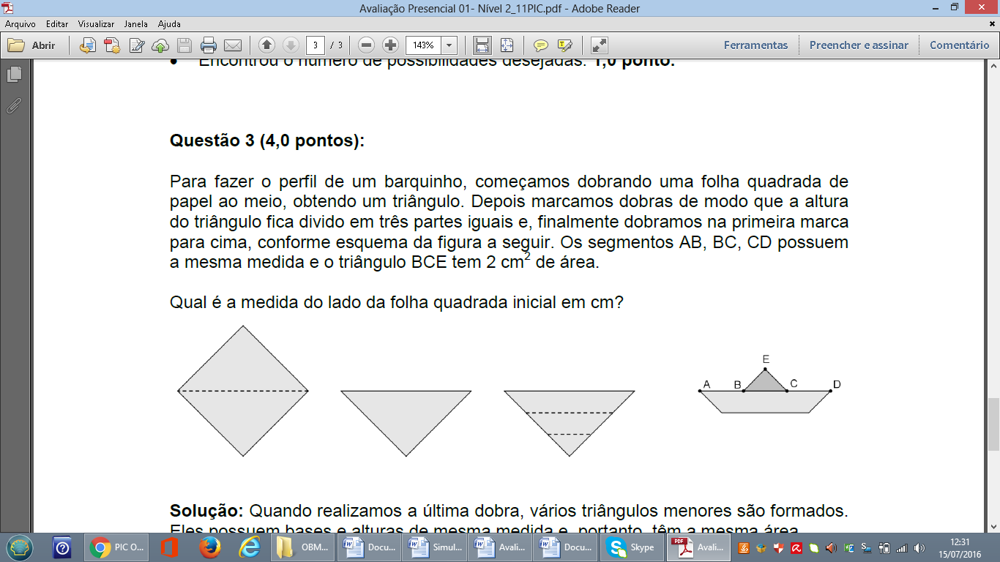 Avaliação Presencial 01- Nível 2_11PIC.pdf - Adobe Reader
Arquivo Editar Visualizar Janela Ajuda
Abrir 3 / 3 143% Ferramentas Preencher e assinar Comentário
• Encontrou o número de possibilidades desejadas. 1,0 ponto.
Questão 3 (4,0 pontos):
Para fazer o perfil de um barquinho, começamos dobrando uma folha quadrada de
papel ao meio, obtendo um triângulo. Depois marcamos dobras de modo que a altura
do triângulo fica divido em três partes iguais e, finalmente dobramos na primeira marca
para cima, conforme esquema da figura a seguir. Os segmentos AB, BC, CD possuem
a mesma medida e o triângulo BCE tem 2 cm² de área.
Qual é a medida do lado da folha quadrada inicial em cm?
E
A B C D
Solução: Quando realizamos a última dobra, vários triângulos menores são formados.
Eles possuem bases e alturas de mesma medida e, portanto, têm a mesma área
PIC O... OBM... Docu... Simul... Avali... Docu... Skype Avali... 12:31
15/07/2016